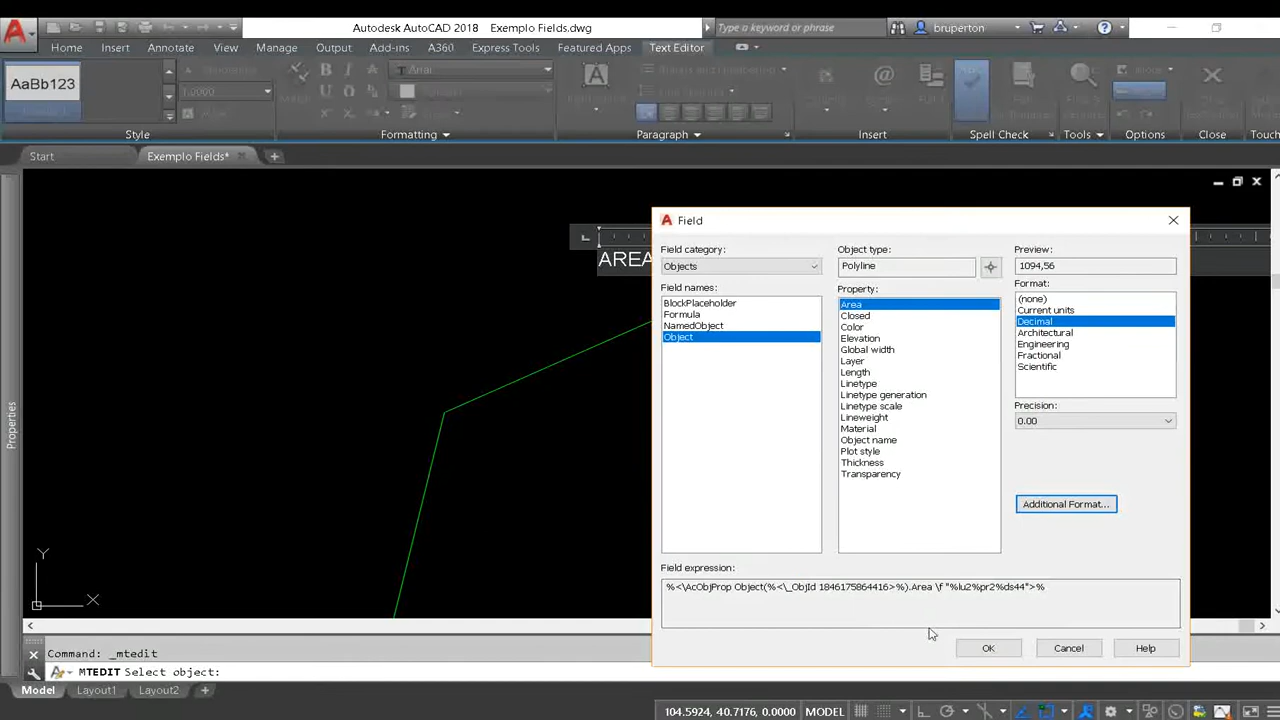 Autodesk AutoCAD 2018 Exemplo Fields.dwg
Type a keyword or phrase
bruperton
Home Insert Annotate View Manage Output Add-ins A360 Express Tools Featured Apps Text Editor
AaBb123
Arial
1.0000
Style
Formatting
Paragraph
Insert
Spell Check
Tools
Options
Close
Touch
Start
Exemplo Fields*
Properties
AREA
Y
X
Field
Field category:
Objects
Field names:
BlockPlaceholder
Formula
NamedObject
Object
Object type:
Polyline
Property:
Area
Closed
Color
Elevation
Global width
Layer
Length
Linetype
Linetype generation
Linetype scale
Lineweight
Material
Object name
Plot style
Thickness
Transparency
Preview:
1094,56
Format:
(none)
Current units
Decimal
Architectural
Engineering
Fractional
Scientific
Precision:
0.00
Additional Format...
Field expression:
%<\AcObjProp Object(%<\_ObjId 1846175864416>%).Area \f "%lu2%pr2%ds44">%
OK
Cancel
Help
Command: _mtedit
MTEDIT Select object:
Model Layout1 Layout2
104.5924, 40.7176, 0.0000 MODEL